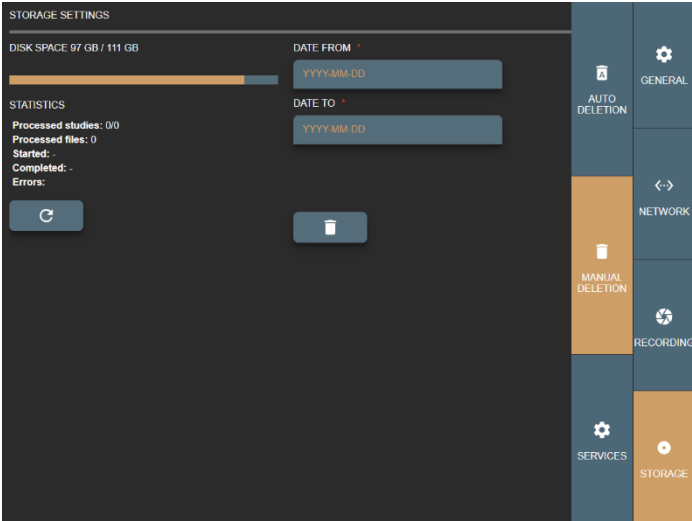 STORAGE SETTINGS
DISK SPACE 97 GB / 111 GB
STATISTICS
Processed studies: 0/0
Processed files: 0
Started: -
Completed: -
Errors:
DATE FROM *
YYYY-MM-DD
DATE TO *
YYYY-MM-DD
A
AUTO
DELETION
MANUAL
DELETION
SERVICES
GENERAL
NETWORK
RECORDING
STORAGE